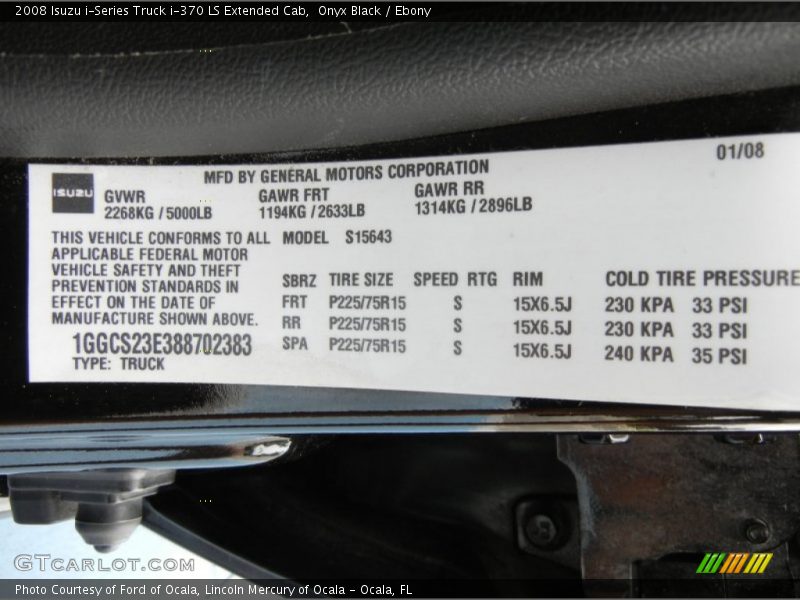 2008 Isuzu i-Series Truck i-370 LS Extended Cab, Onyx Black / Ebony
MFD BY GENERAL MOTORS CORPORATION
01/08
ISUZU
GVWR GAWR FRT GAWR RR
2268KG / 5000LB 1194KG / 2633LB 1314KG / 2896LB
THIS VEHICLE CONFORMS TO ALL
APPLICABLE FEDERAL MOTOR
VEHICLE SAFETY AND THEFT
PREVENTION STANDARDS IN
EFFECT ON THE DATE OF
MANUFACTURE SHOWN ABOVE.
1GGCS23E388702383
TYPE: TRUCK
MODEL S15643
SBRZ TIRE SIZE SPEED RTG RIM COLD TIRE PRESSURE
FRT P225/75R15 S 15X6.5J 230 KPA 33 PSI
RR P225/75R15 S 15X6.5J 230 KPA 33 PSI
SPA P225/75R15 S 15X6.5J 240 KPA 35 PSI
GTCARLOT.COM
Photo Courtesy of Ford of Ocala, Lincoln Mercury of Ocala - Ocala, FL